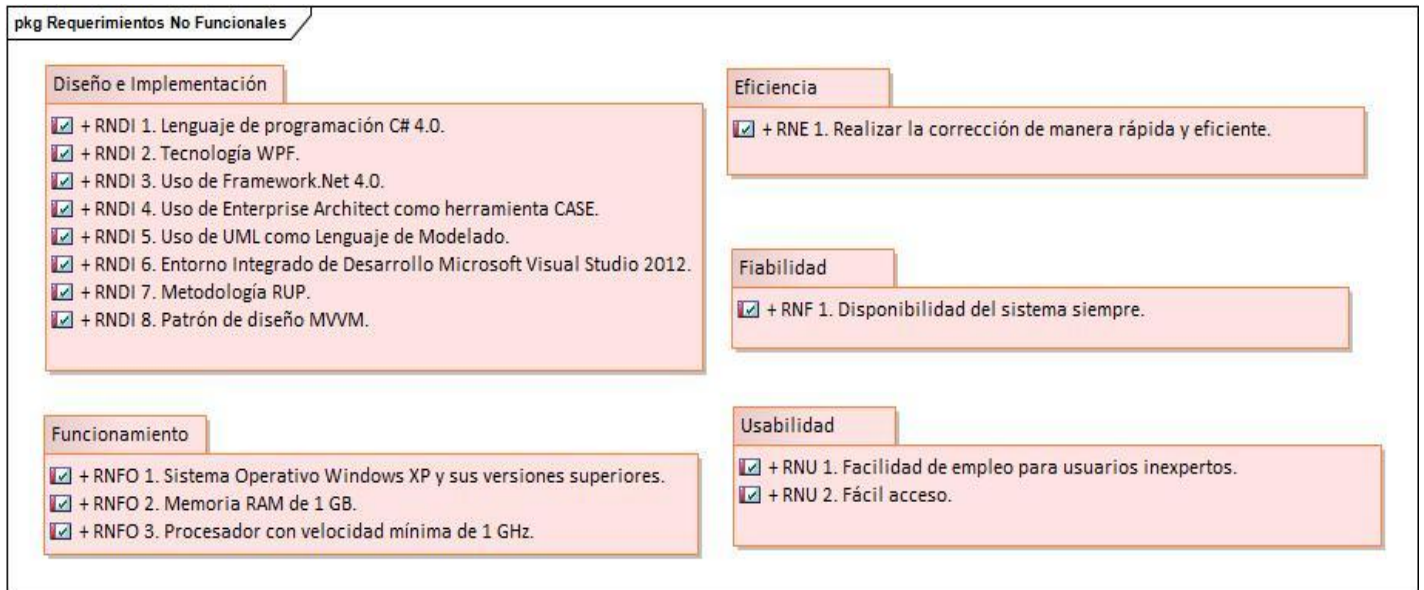 pkg Requerimientos No Funcionales
Diseño e Implementación
+ RNDI 1. Lenguaje de programación C# 4.0.
+ RNDI 2. Tecnología WPF.
+ RNDI 3. Uso de Framework.Net 4.0.
+ RNDI 4. Uso de Enterprise Architect como herramienta CASE.
+ RNDI 5. Uso de UML como Lenguaje de Modelado.
+ RNDI 6. Entorno Integrado de Desarrollo Microsoft Visual Studio 2012.
+ RNDI 7. Metodología RUP.
+ RNDI 8. Patrón de diseño MVVM.
Funcionamiento
+ RNFO 1. Sistema Operativo Windows XP y sus versiones superiores.
+ RNFO 2. Memoria RAM de 1 GB.
+ RNFO 3. Procesador con velocidad mínima de 1 GHz.
Eficiencia
+ RNE 1. Realizar la corrección de manera rápida y eficiente.
Fiabilidad
+ RNF 1. Disponibilidad del sistema siempre.
Usabilidad
+ RNU 1. Facilidad de empleo para usuarios inexpertos.
+ RNU 2. Fácil acceso.